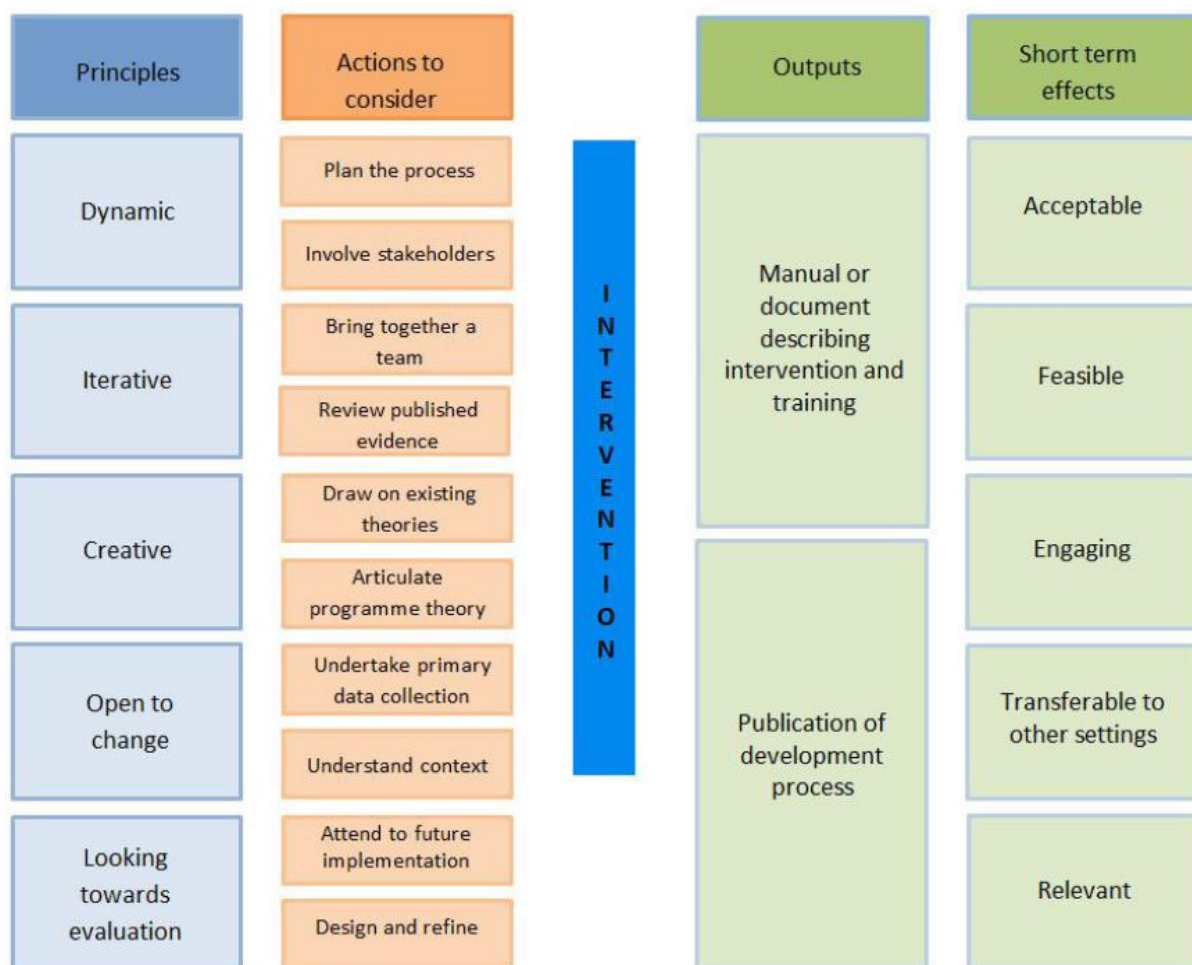 Principles
Dynamic
Iterative
Creative
Open to
change
Looking
towards
evaluation
Actions to
consider
Plan the process
Involve stakeholders
Bring together a
team
Review published
evidence
Draw on existing
theories
Articulate
programme theory
Undertake primary
data collection
Understand context
Attend to future
implementation
Design and refine
INTERVENTION
Outputs
Manual or
document
describing
intervention and
training
Publication of
development
process
Short term
effects
Acceptable
Feasible
Engaging
Transferable to
other settings
Relevant